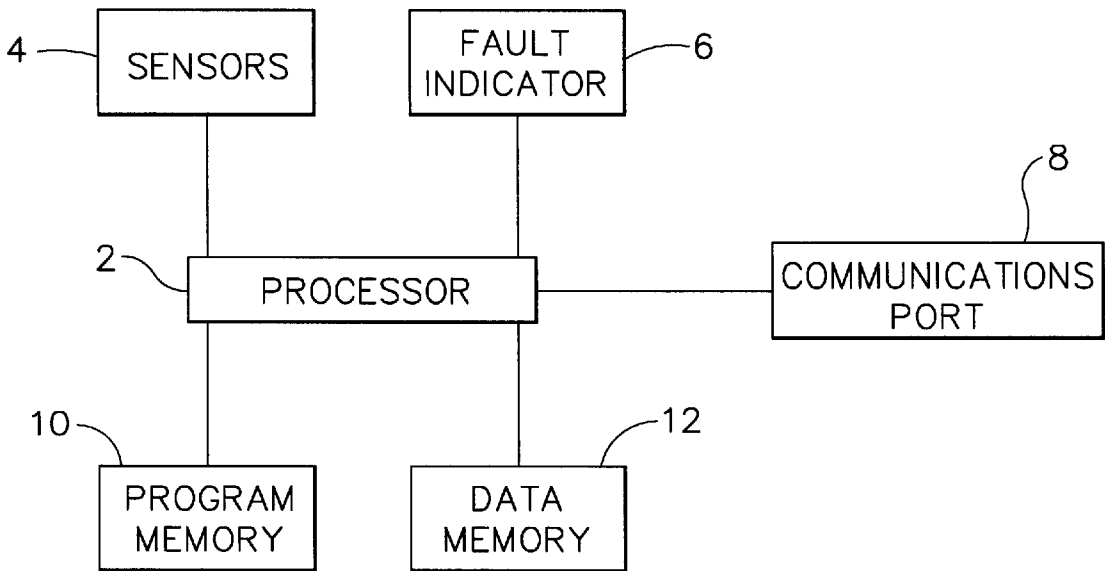 4
SENSORS
FAULT
INDICATOR
6
8
2
PROCESSOR
COMMUNICATIONS
PORT
10
PROGRAM
MEMORY
12
DATA
MEMORY